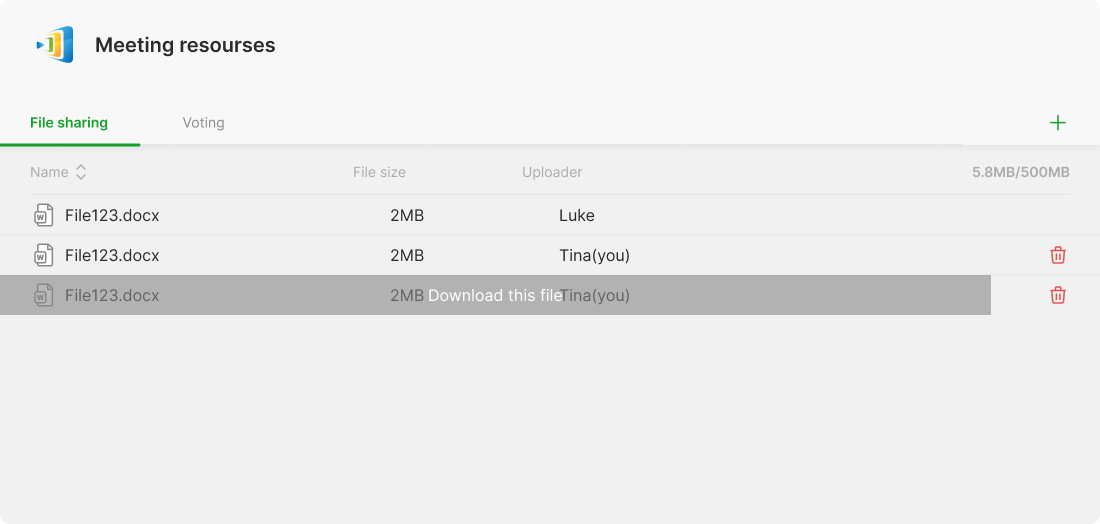 Meeting resourses
File sharing Voting
Name File size Uploader 5.8MB/500MB
File123.docx 2MB Luke
File123.docx 2MB Tina(you)
File123.docx 2MB Download this file Tina(you)